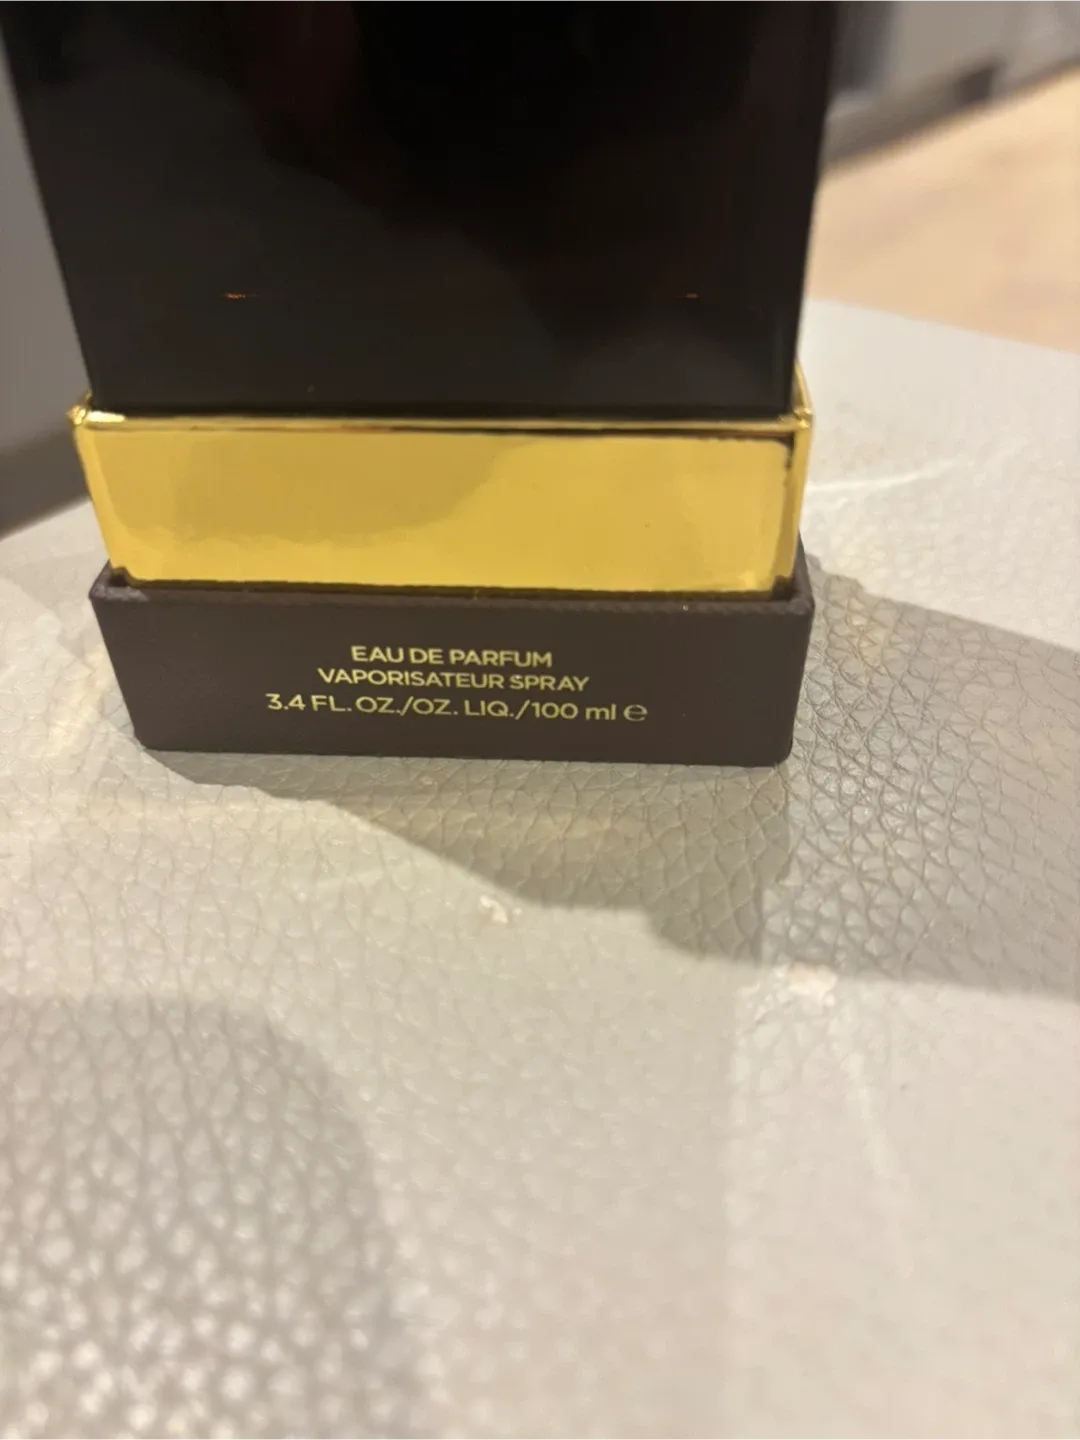 EAU DE PARFUM
VAPORISATEUR SPRAY
3.4 FL. OZ./OZ. LIQ./100 ml ℮